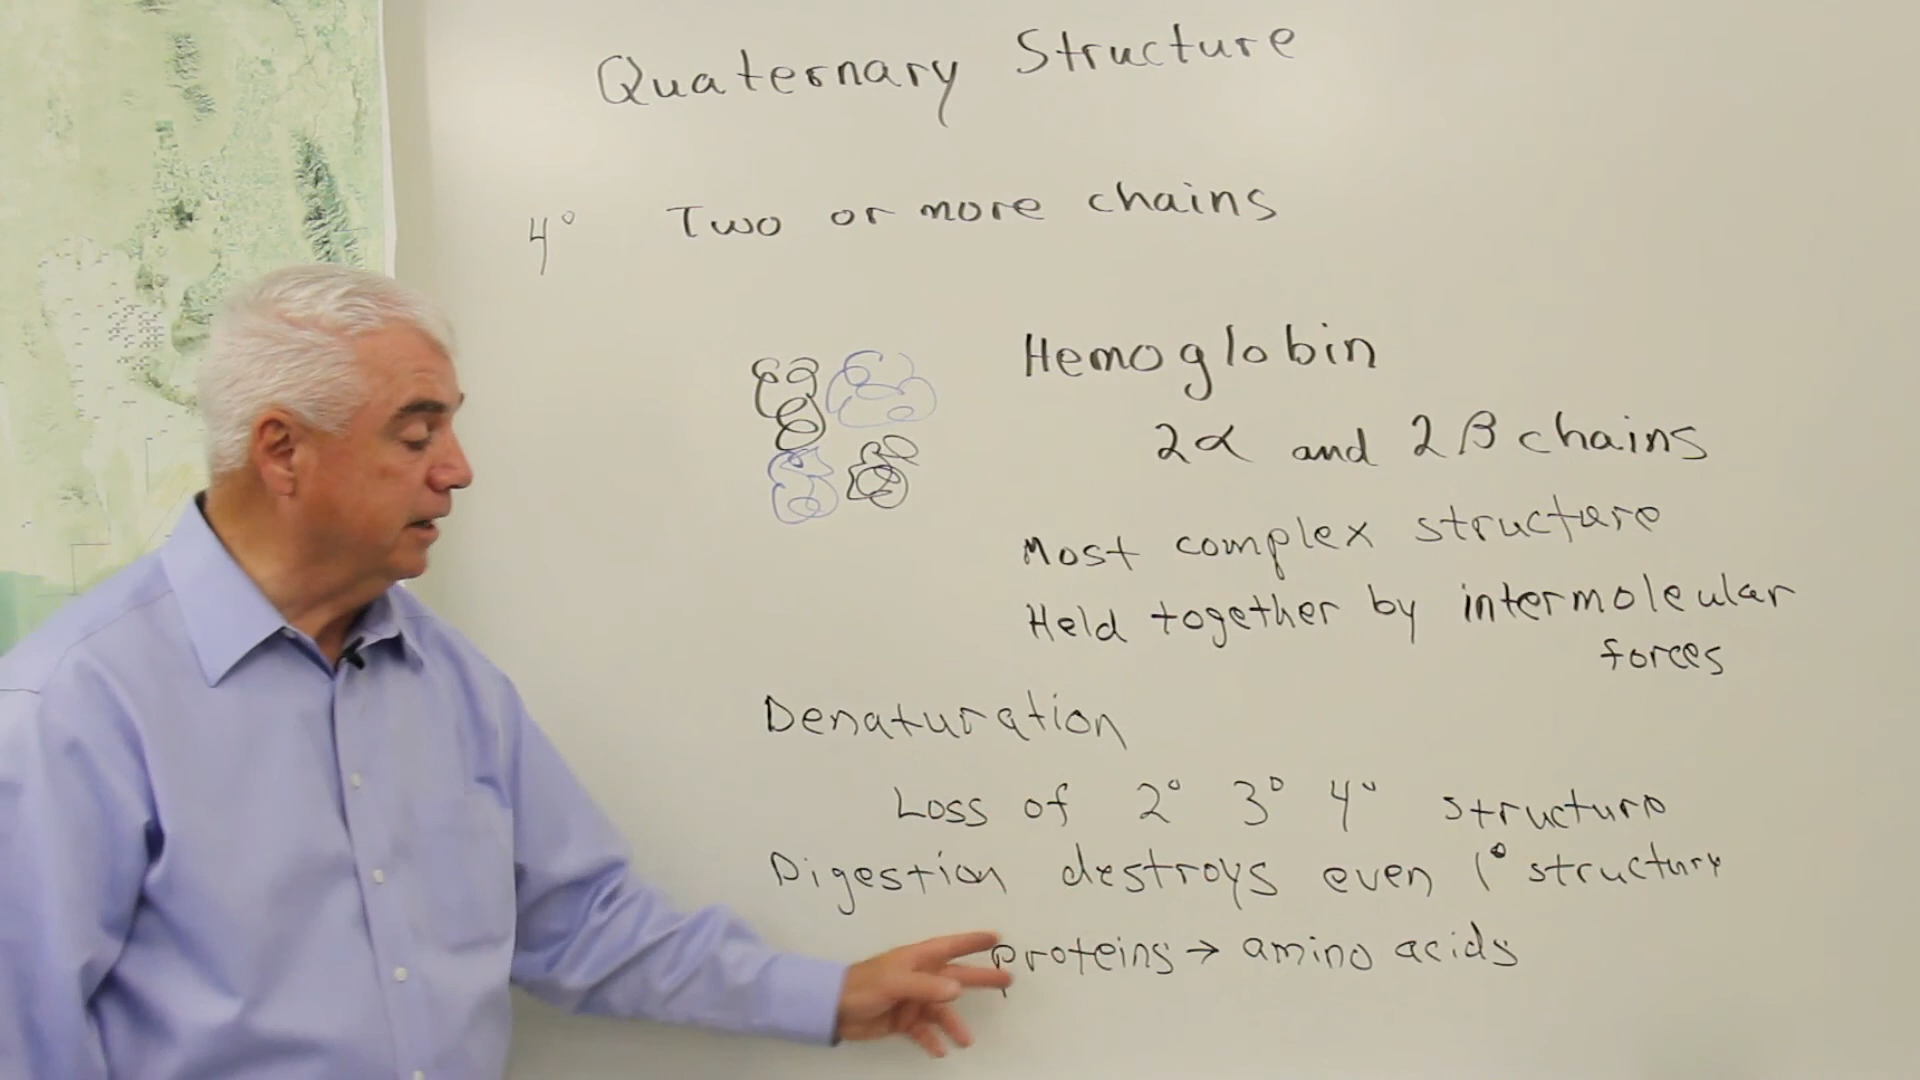 Quaternary Structure
4° Two or more chains
Hemoglobin
2α and 2β chains
Most complex structure
Held together by intermolecular
forces
Denaturation
Loss of 2° 3° 4° structure
Digestion destroys even 1° structure
proteins → amino acids